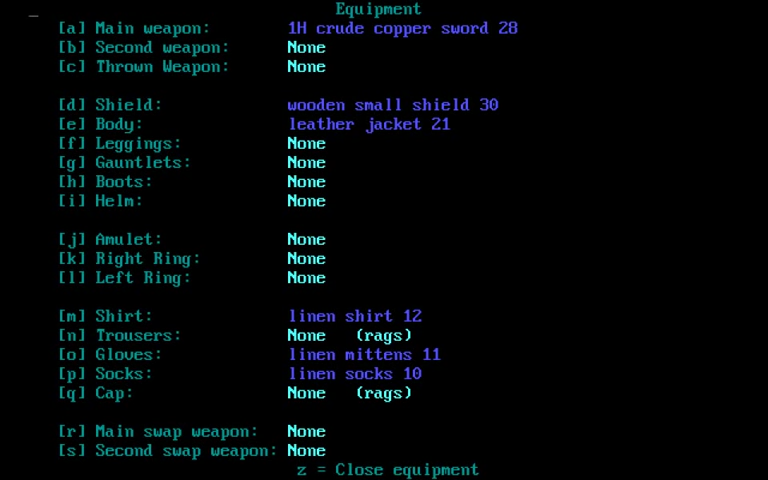 Equipment
[a] Main weapon: 1H crude copper sword 28
[b] Second weapon: None
[c] Thrown Weapon: None
[d] Shield: wooden small shield 30
[e] Body: leather jacket 21
[f] Leggings: None
[g] Gauntlets: None
[h] Boots: None
[i] Helm: None
[j] Amulet: None
[k] Right Ring: None
[l] Left Ring: None
[m] Shirt: linen shirt 12
[n] Trousers: None (rags)
[o] Gloves: linen mittens 11
[p] Socks: linen socks 10
[q] Cap: None (rags)
[r] Main swap weapon: None
[s] Second swap weapon: None
z = Close equipment